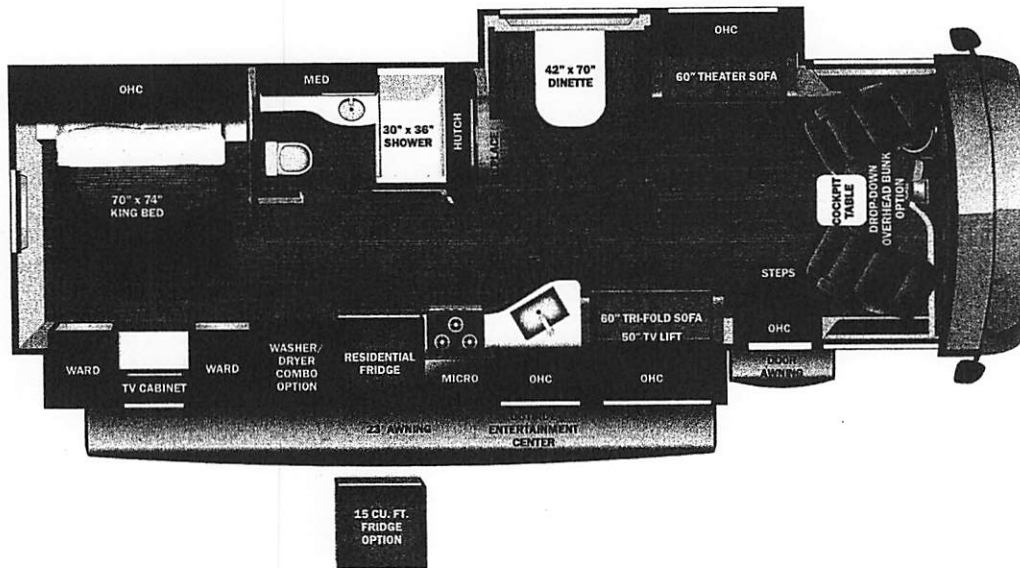 OHC
MED
OHC
42" x 70"
DINETTE
60" THEATER SOFA
30" x 36"
SHOWER
HUTCH
70" x 74"
KING BED
COCKPIT
TABLE
DROP-DOWN
OVERHEAD BUNK
OPTION
STEPS
60" TRI-FOLD SOFA
50" TV LIFT
OHC
WARD
TV CABINET
WARD
WASHER/
DRYER
COMBO
OPTION
RESIDENTIAL
FRIDGE
MICRO
OHC
OHC
DOOR
AWNING
23' AWNING
ENTERTAINMENT
CENTER
15 CU. FT.
FRIDGE
OPTION